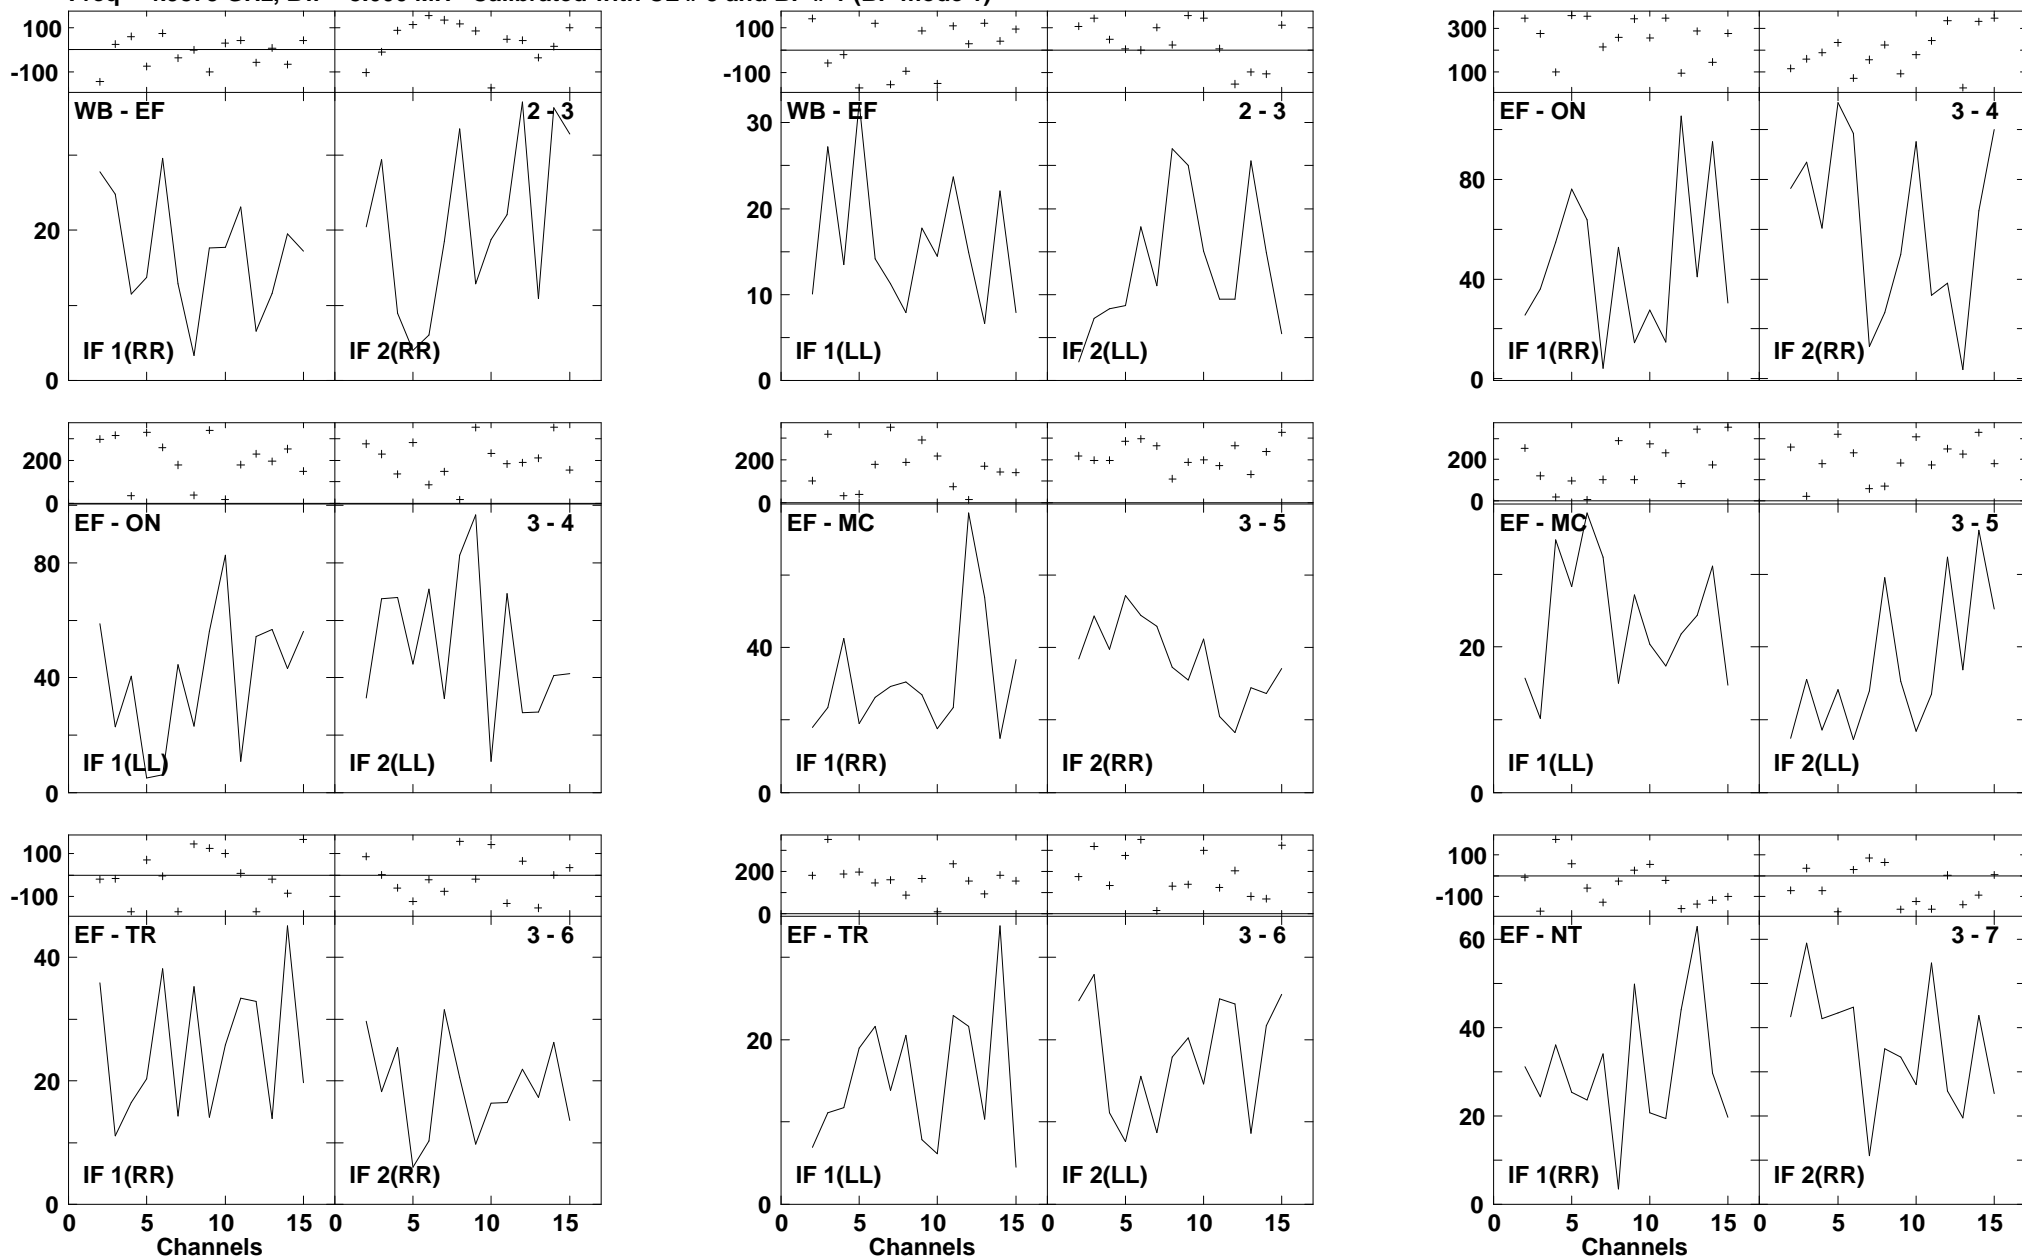 100
-100
WB - EF
2 - 3
20
IF 1(RR)
IF 2(RR)
0
100
-100
WB - EF
2 - 3
30
20
10
IF 1(LL)
IF 2(LL)
0
300
100
EF - ON
3 - 4
80
40
IF 1(RR)
IF 2(RR)
0
200
0
EF - ON
3 - 4
80
40
IF 1(LL)
IF 2(LL)
0
200
0
EF - MC
3 - 5
40
IF 1(RR)
IF 2(RR)
0
200
0
EF - MC
3 - 5
20
IF 1(LL)
IF 2(LL)
0
100
-100
EF - TR
3 - 6
40
20
IF 1(RR)
IF 2(RR)
0
0 5 10 15 0 5 10 15
Channels
200
0
EF - TR
3 - 6
20
IF 1(LL)
IF 2(LL)
0
0 5 10 15 0 5 10 15
Channels
100
-100
EF - NT
3 - 7
60
40
20
IF 1(RR)
IF 2(RR)
0
0 5 10 15 0 5 10 15
Channels